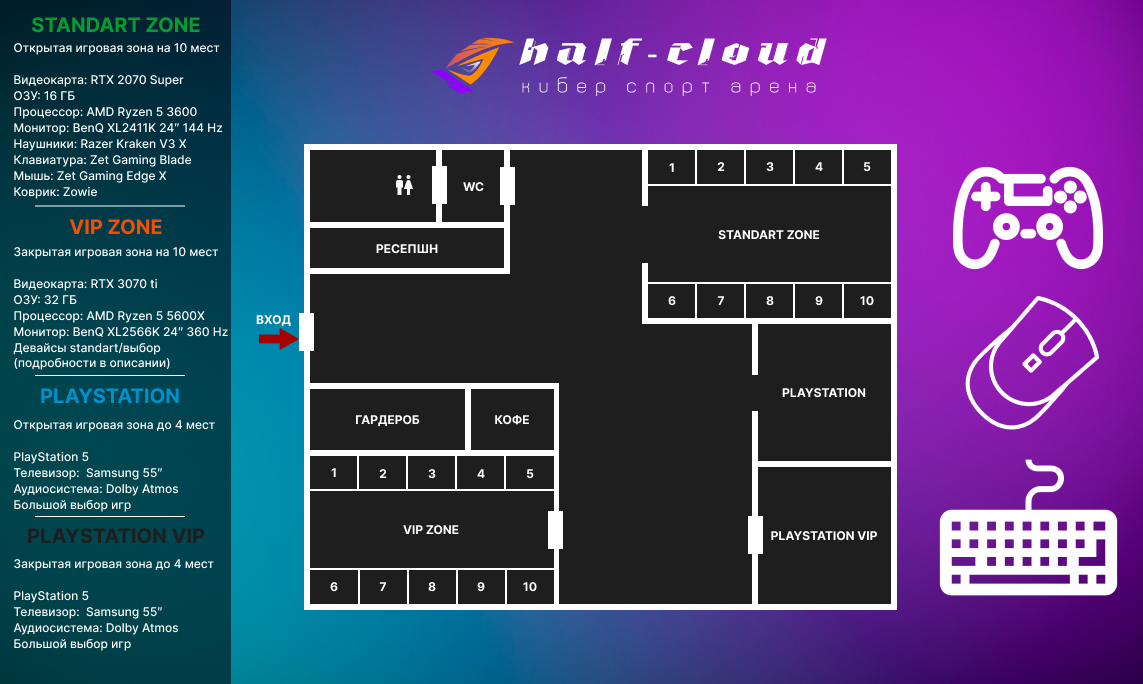 STANDART ZONE
Открытая игровая зона на 10 мест
Видеокарта: RTX 2070 Super
ОЗУ: 16 ГБ
Процессор: AMD Ryzen 5 3600
Монитор: BenQ XL2411K 24″ 144 Hz
Наушники: Razer Kraken V3 X
Клавиатура: Zet Gaming Blade
Мышь: Zet Gaming Edge X
Коврик: Zowie
VIP ZONE
Закрытая игровая зона на 10 мест
Видеокарта: RTX 3070 ti
ОЗУ: 32 ГБ
Процессор: AMD Ryzen 5 5600X
Монитор: BenQ XL2566K 24″ 360 Hz
Девайсы standart/выбор
(подробности в описании)
PLAYSTATION
Открытая игровая зона до 4 мест
PlayStation 5
Телевизор: Samsung 55″
Аудиосистема: Dolby Atmos
Большой выбор игр
PLAYSTATION VIP
Закрытая игровая зона до 4 мест
PlayStation 5
Телевизор: Samsung 55″
Аудиосистема: Dolby Atmos
Большой выбор игр
half-cloud
кибер спорт арена
WC
РЕСЕПШН
1 2 3 4 5
STANDART ZONE
6 7 8 9 10
ВХОД
PLAYSTATION
ГАРДЕРОБ
КОФЕ
1 2 3 4 5
VIP ZONE
6 7 8 9 10
PLAYSTATION VIP